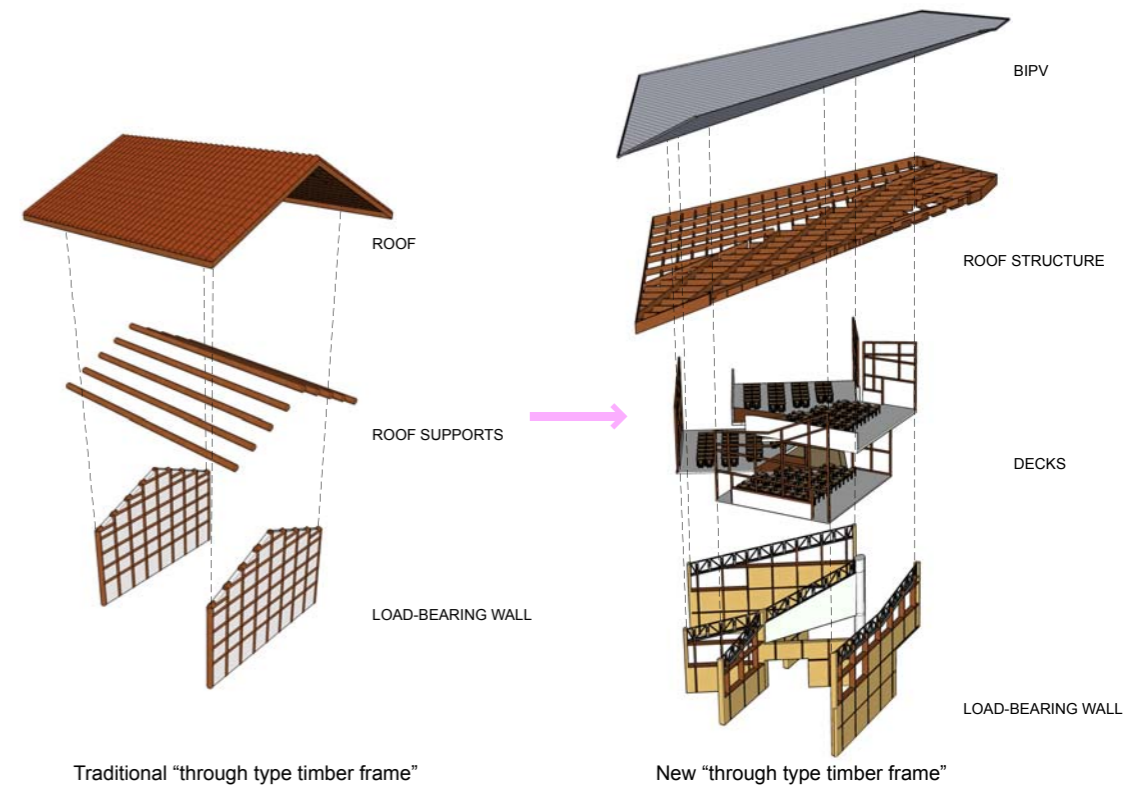 BIPV
ROOF
ROOF STRUCTURE
ROOF SUPPORTS
DECKS
LOAD-BEARING WALL
LOAD-BEARING WALL
Traditional “through type timber frame”
New “through type timber frame”